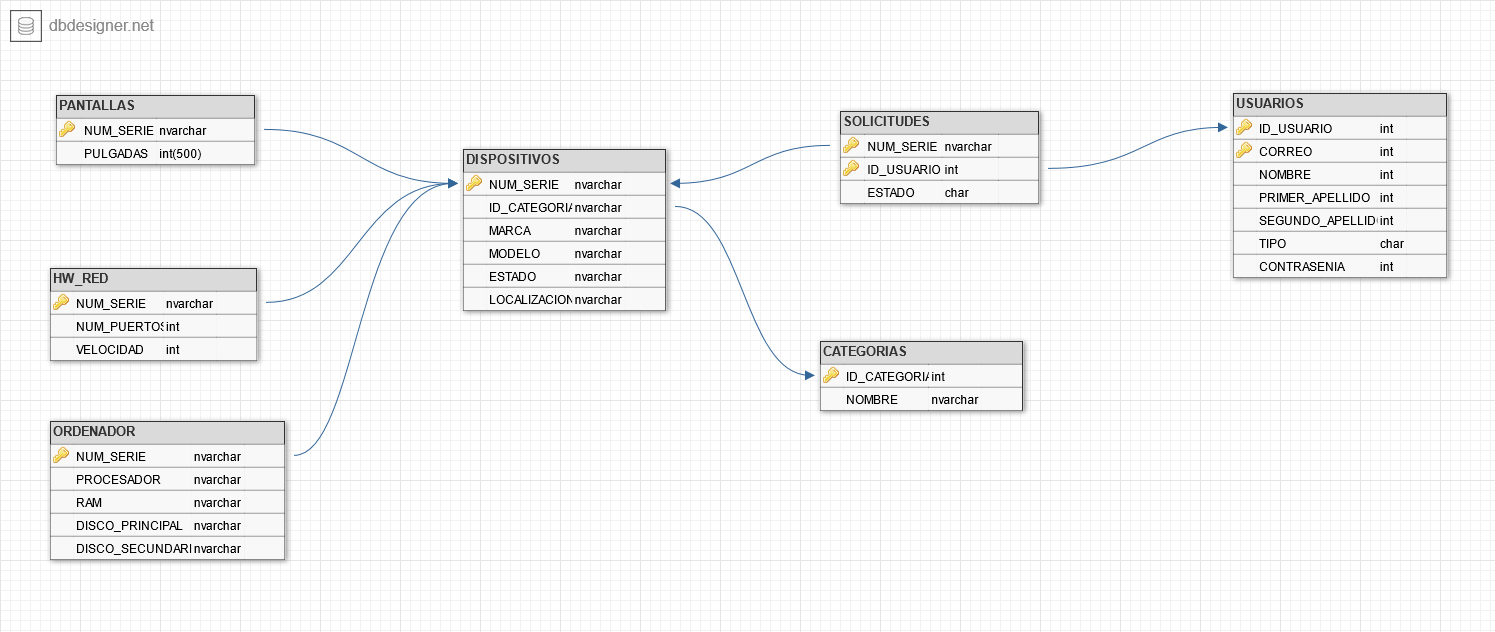 dbdesigner.net
PANTALLAS
NUM_SERIE nvarchar
PULGADAS int(500)
HW_RED
NUM_SERIE nvarchar
NUM_PUERTOS int
VELOCIDAD int
ORDENADOR
NUM_SERIE nvarchar
PROCESADOR nvarchar
RAM nvarchar
DISCO_PRINCIPAL nvarchar
DISCO_SECUNDARI nvarchar
DISPOSITIVOS
NUM_SERIE nvarchar
ID_CATEGORIA nvarchar
MARCA nvarchar
MODELO nvarchar
ESTADO nvarchar
LOCALIZACION nvarchar
SOLICITUDES
NUM_SERIE nvarchar
ID_USUARIO int
ESTADO char
CATEGORIAS
ID_CATEGORIA int
NOMBRE nvarchar
USUARIOS
ID_USUARIO int
CORREO int
NOMBRE int
PRIMER_APELLIDO int
SEGUNDO_APELLID int
TIPO char
CONTRASENIA int